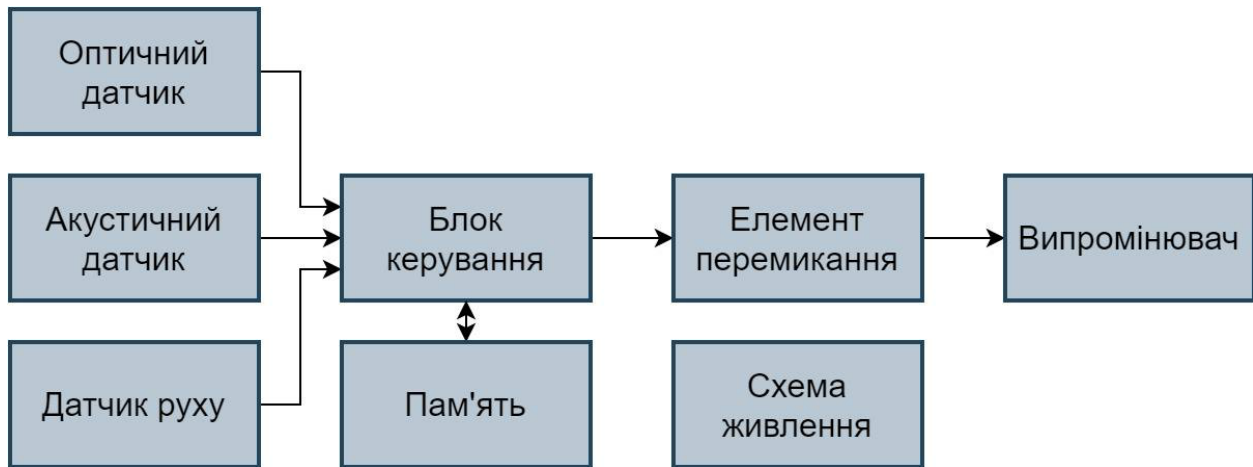 Оптичний
датчик
Акустичний
датчик
Блок
керування
Елемент
перемикання
Випромінювач
Датчик руху
Пам'ять
Схема
живлення